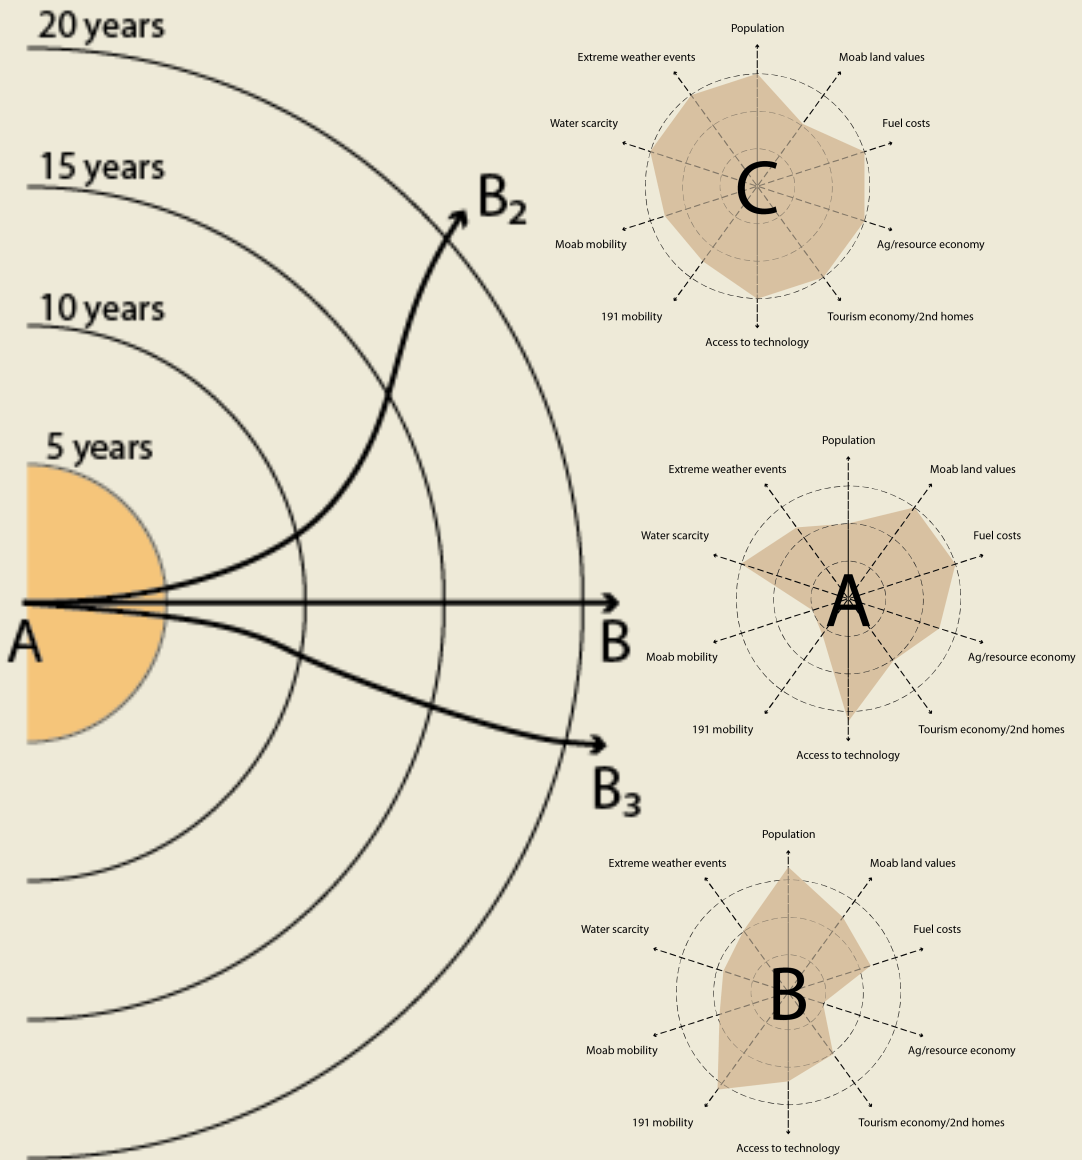 20 years
15 years
10 years
5 years
A
B₂
B
B₃
Population
Extreme weather events
Moab land values
Water scarcity
Fuel costs
C
Moab mobility
Ag/resource economy
191 mobility
Tourism economy/2nd homes
Access to technology
Population
Extreme weather events
Moab land values
Water scarcity
Fuel costs
A
Moab mobility
Ag/resource economy
191 mobility
Tourism economy/2nd homes
Access to technology
Population
Extreme weather events
Moab land values
Water scarcity
Fuel costs
B
Moab mobility
Ag/resource economy
191 mobility
Tourism economy/2nd homes
Access to technology